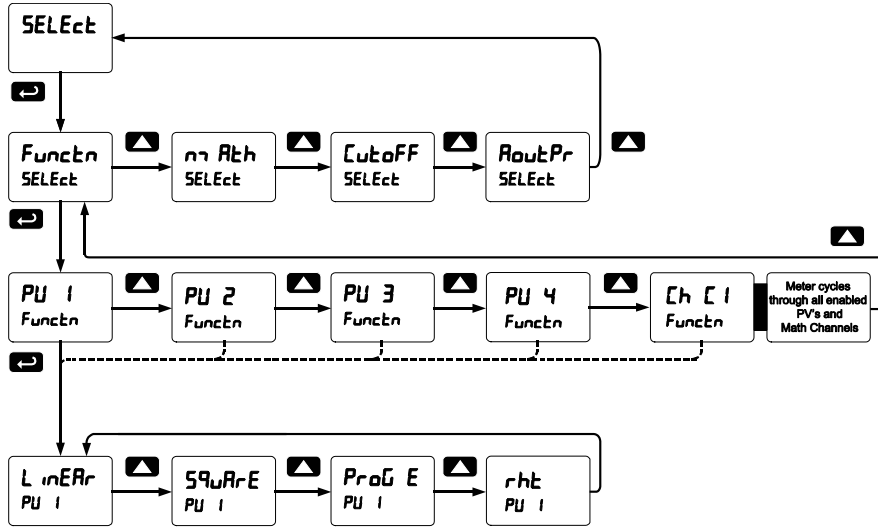 SELEct
Functn
SELEct
mAth
SELEct
CutoFF
SELEct
AoutPr
SELEct
PU 1
Functn
PU 2
Functn
PU 3
Functn
PU 4
Functn
Ch C1
Functn
Meter cycles
through all enabled
PV's and
Math Channels
LinEAr
PU 1
SquArE
PU 1
ProG E
PU 1
rht
PU 1